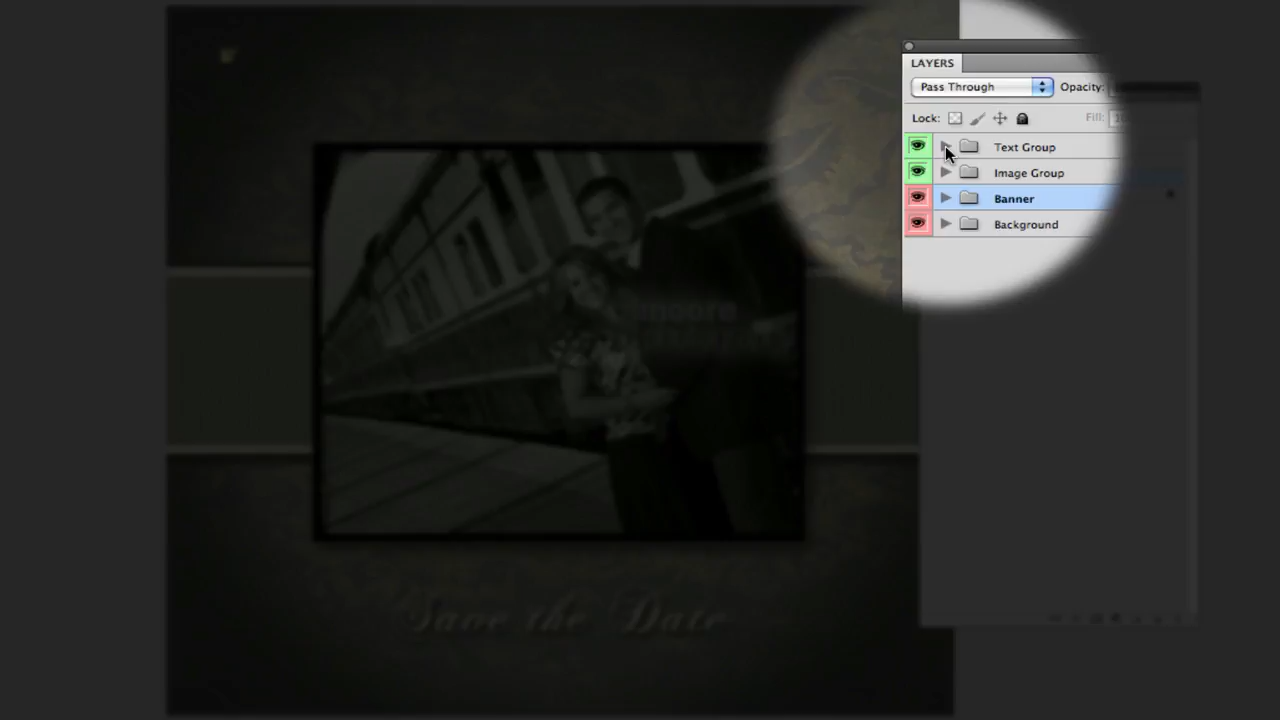 LAYERS
Pass Through Opacity:
Lock: Fill:
Text Group
Image Group
Banner
Background
Save the Date